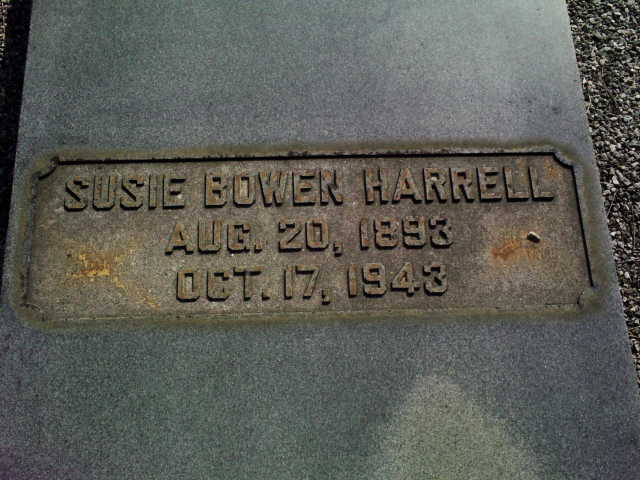 SUSIE BOWEN HARRELL
AUG. 20, 1893
OCT. 17, 1943